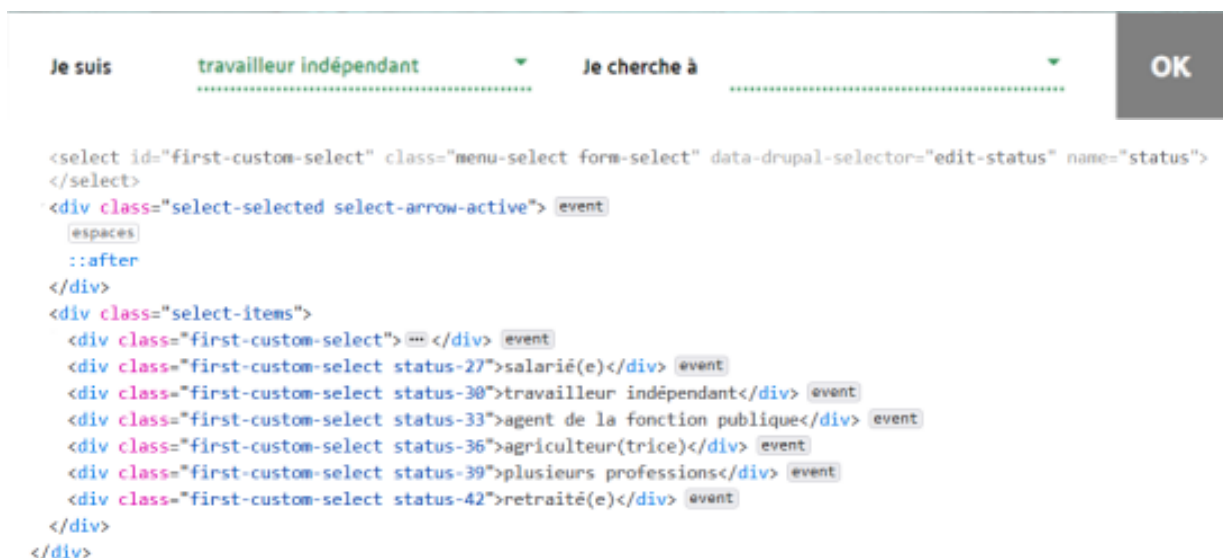 Je suis travailleur indépendant Je cherche à OK
<select id="first-custom-select" class="menu-select form-select" data-drupal-selector="edit-status" name="status">
</select>
<div class="select-selected select-arrow-active"> event
espaces
::after
</div>
<div class="select-items">
<div class="first-custom-select"> ⋯ </div> event
<div class="first-custom-select status-27">salarié(e)</div> event
<div class="first-custom-select status-30">travailleur indépendant</div> event
<div class="first-custom-select status-33">agent de la fonction publique</div> event
<div class="first-custom-select status-36">agriculteur(trice)</div> event
<div class="first-custom-select status-39">plusieurs professions</div> event
<div class="first-custom-select status-42">retraité(e)</div> event
</div>
</div>